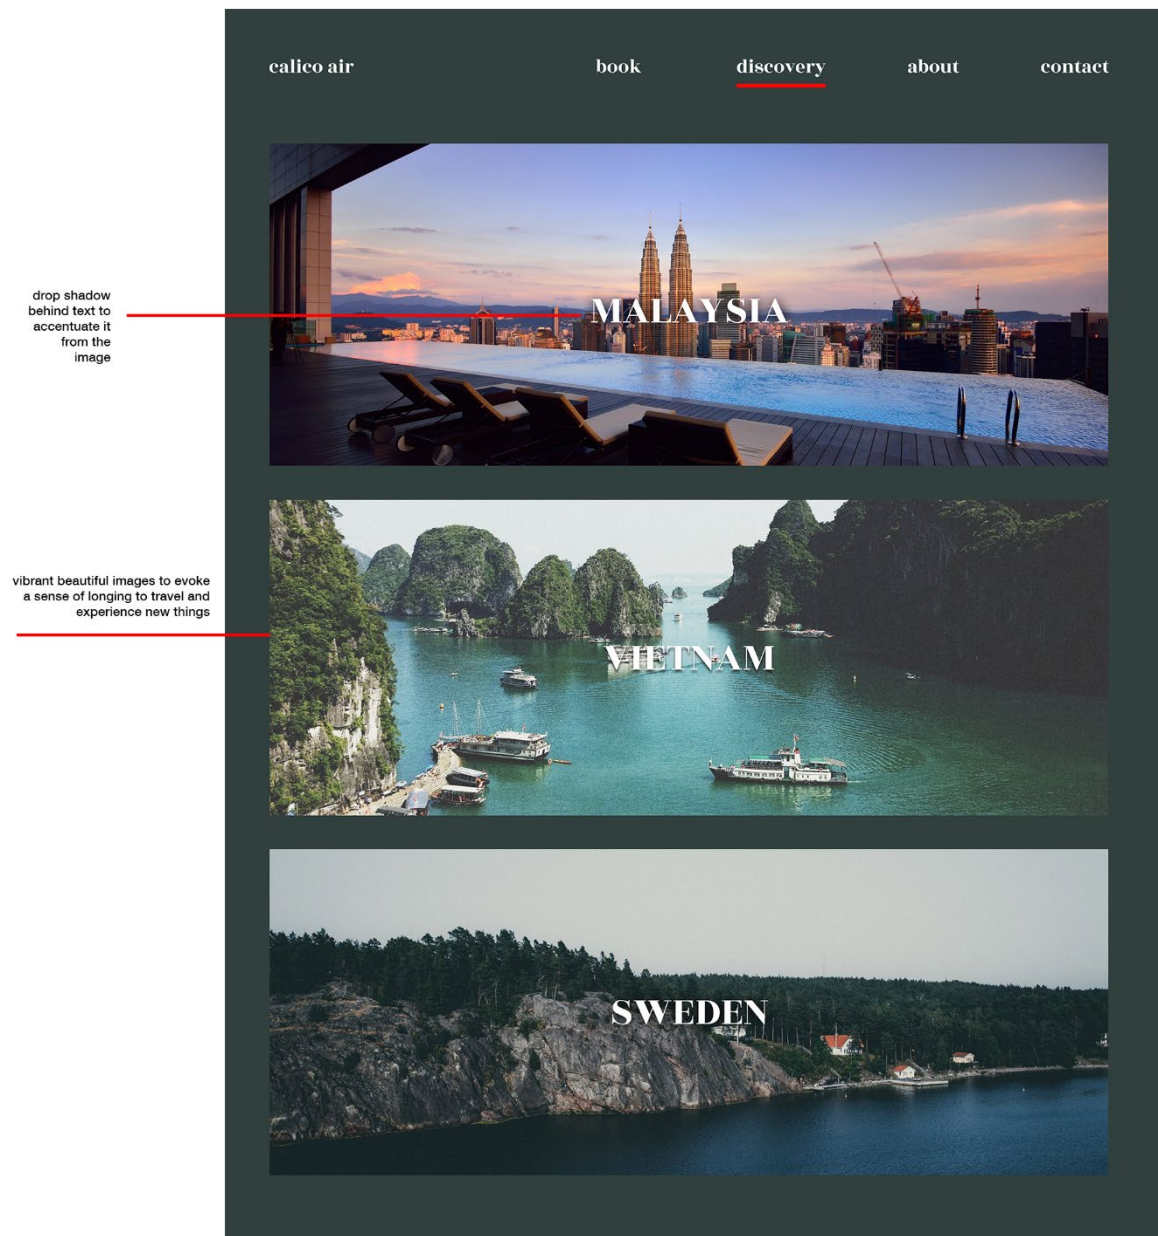 calico air book discovery about contact
drop shadow
behind text to
accentuate it
from the
image
MALAYSIA
vibrant beautiful images to evoke
a sense of longing to travel and
experience new things
VIETNAM
SWEDEN